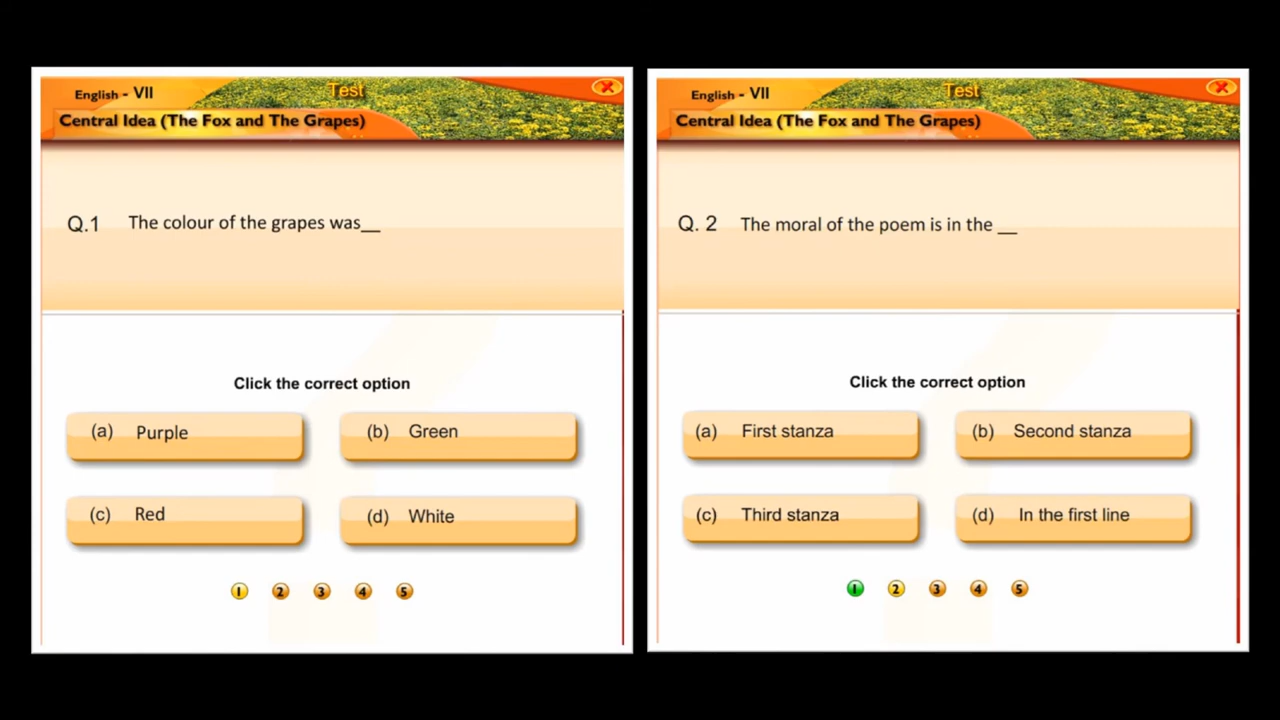 English - VII
Test
Central Idea (The Fox and The Grapes)
Q.1 The colour of the grapes was__
Click the correct option
(a) Purple
(b) Green
(c) Red
(d) White
1 2 3 4 5
English - VII
Test
Central Idea (The Fox and The Grapes)
Q. 2 The moral of the poem is in the __
Click the correct option
(a) First stanza
(b) Second stanza
(c) Third stanza
(d) In the first line
1 2 3 4 5